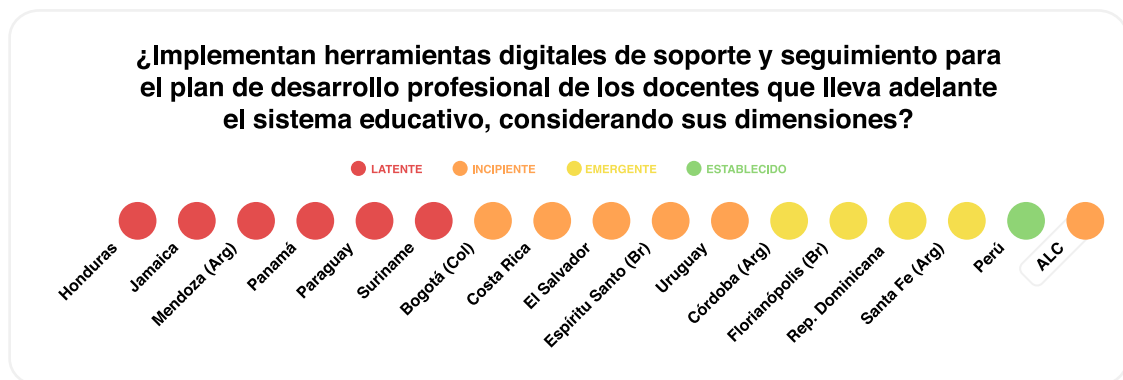 ¿Implementan herramientas digitales de soporte y seguimiento para
el plan de desarrollo profesional de los docentes que lleva adelante
el sistema educativo, considerando sus dimensiones?
LATENTE INCIPIENTE EMERGENTE ESTABLECIDO
Honduras
Jamaica
Mendoza (Arg)
Panamá
Paraguay
Suriname
Bogotá (Col)
Costa Rica
El Salvador
Espíritu Santo (Br)
Uruguay
Córdoba (Arg)
Florianópolis (Br)
Rep. Dominicana
Santa Fe (Arg)
Perú
ALC